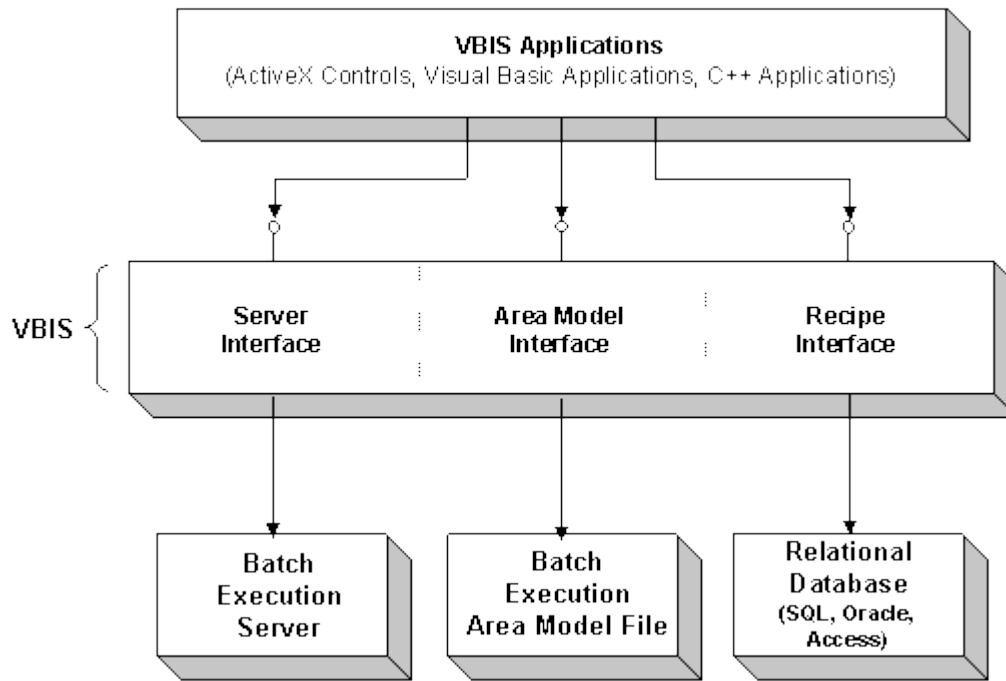 VBIS Applications
(ActiveX Controls, Visual Basic Applications, C++ Applications)
VBIS
Server
Interface
Area Model
Interface
Recipe
Interface
Batch
Execution
Server
Batch
Execution
Area Model File
Relational
Database
(SQL, Oracle,
Access)